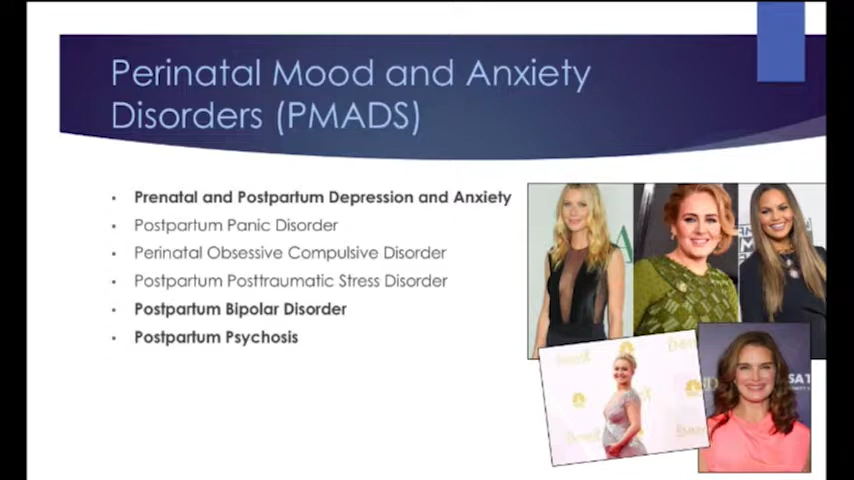 Perinatal Mood and Anxiety
Disorders (PMADS)
Prenatal and Postpartum Depression and Anxiety
Postpartum Panic Disorder
Perinatal Obsessive Compulsive Disorder
Postpartum Posttraumatic Stress Disorder
Postpartum Bipolar Disorder
Postpartum Psychosis